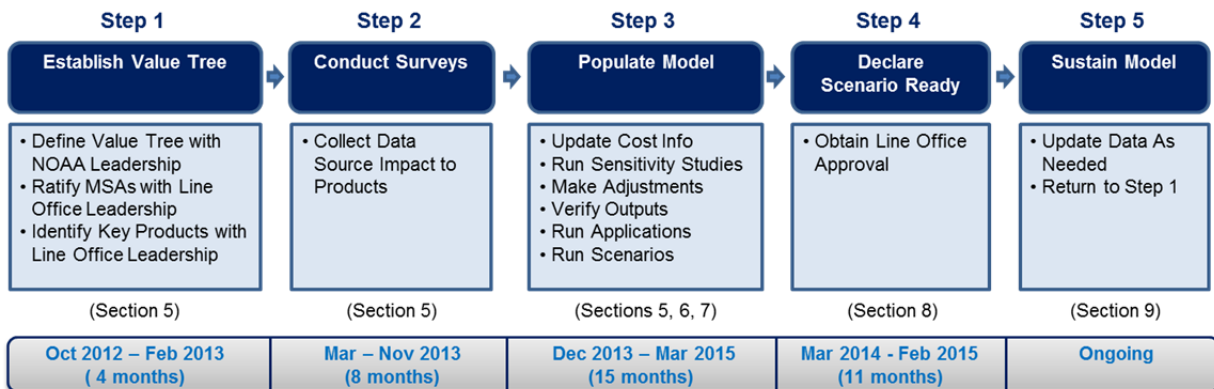 Step 1
Step 2
Step 3
Step 4
Step 5
Establish Value Tree
Conduct Surveys
Populate Model
Declare
Scenario Ready
Sustain Model
• Define Value Tree with
NOAA Leadership
• Ratify MSAs with Line
Office Leadership
• Identify Key Products with
Line Office Leadership
• Collect Data
Source Impact to
Products
• Update Cost Info
• Run Sensitivity Studies
• Make Adjustments
• Verify Outputs
• Run Applications
• Run Scenarios
• Obtain Line Office
Approval
• Update Data As
Needed
• Return to Step 1
(Section 5)
(Section 5)
(Sections 5, 6, 7)
(Section 8)
(Section 9)
Oct 2012 – Feb 2013
( 4 months)
Mar – Nov 2013
(8 months)
Dec 2013 – Mar 2015
(15 months)
Mar 2014 - Feb 2015
(11 months)
Ongoing